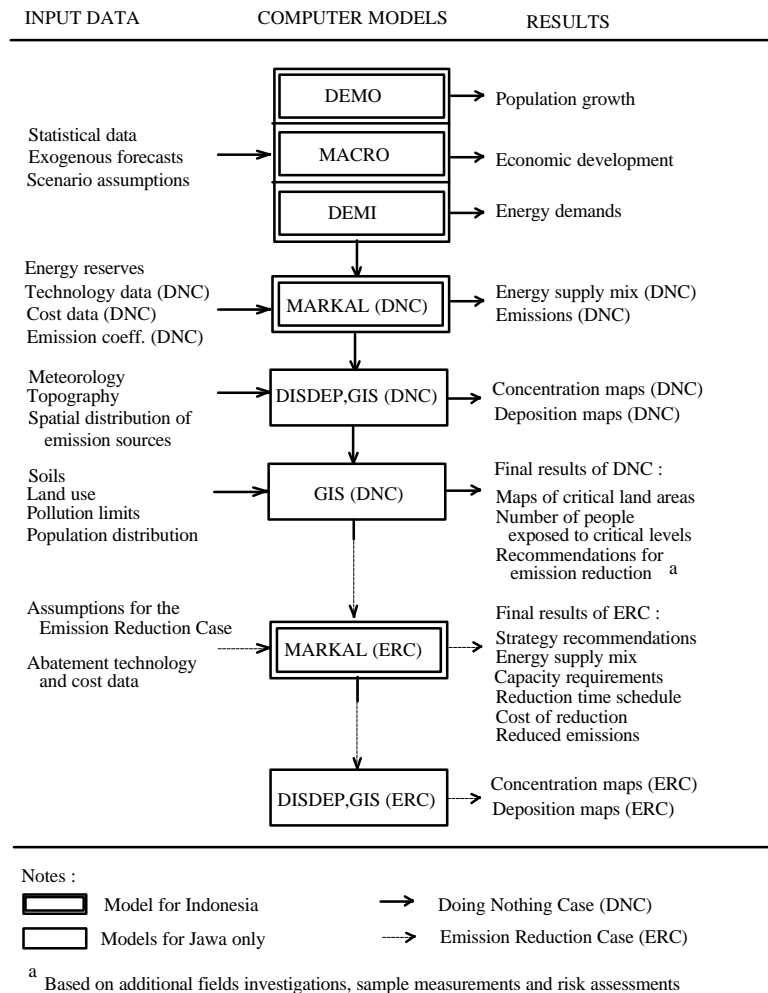 INPUT DATA
COMPUTER MODELS
RESULTS
DEMO
Population growth
Statistical data
Exogenous forecasts
Scenario assumptions
MACRO
Economic development
DEMI
Energy demands
Energy reserves
Technology data (DNC)
Cost data (DNC)
Emission coeff. (DNC)
MARKAL (DNC)
Energy supply mix (DNC)
Emissions (DNC)
Meteorology
Topography
Spatial distribution of
emission sources
DISDEP,GIS (DNC)
Concentration maps (DNC)
Deposition maps (DNC)
Soils
Land use
Pollution limits
Population distribution
GIS (DNC)
Final results of DNC :
Maps of critical land areas
Number of people
exposed to critical levels
Recommendations for
emission reduction a
Assumptions for the
Emission Reduction Case
Abatement technology
and cost data
MARKAL (ERC)
Final results of ERC :
Strategy recommendations
Energy supply mix
Capacity requirements
Reduction time schedule
Cost of reduction
Reduced emissions
DISDEP,GIS (ERC)
Concentration maps (ERC)
Deposition maps (ERC)
Notes :
Model for Indonesia
Doing Nothing Case (DNC)
Models for Jawa only
Emission Reduction Case (ERC)
a Based on additional fields investigations, sample measurements and risk assessments